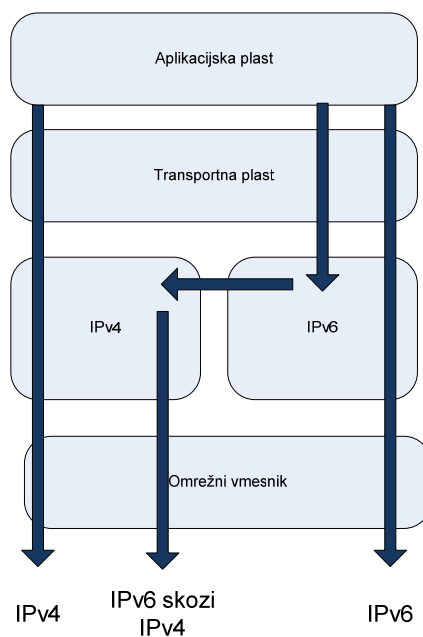 Aplikacijska plast
Transportna plast
IPv4
IPv6
Omrežni vmesnik
IPv4
IPv6 skozi
IPv4
IPv6